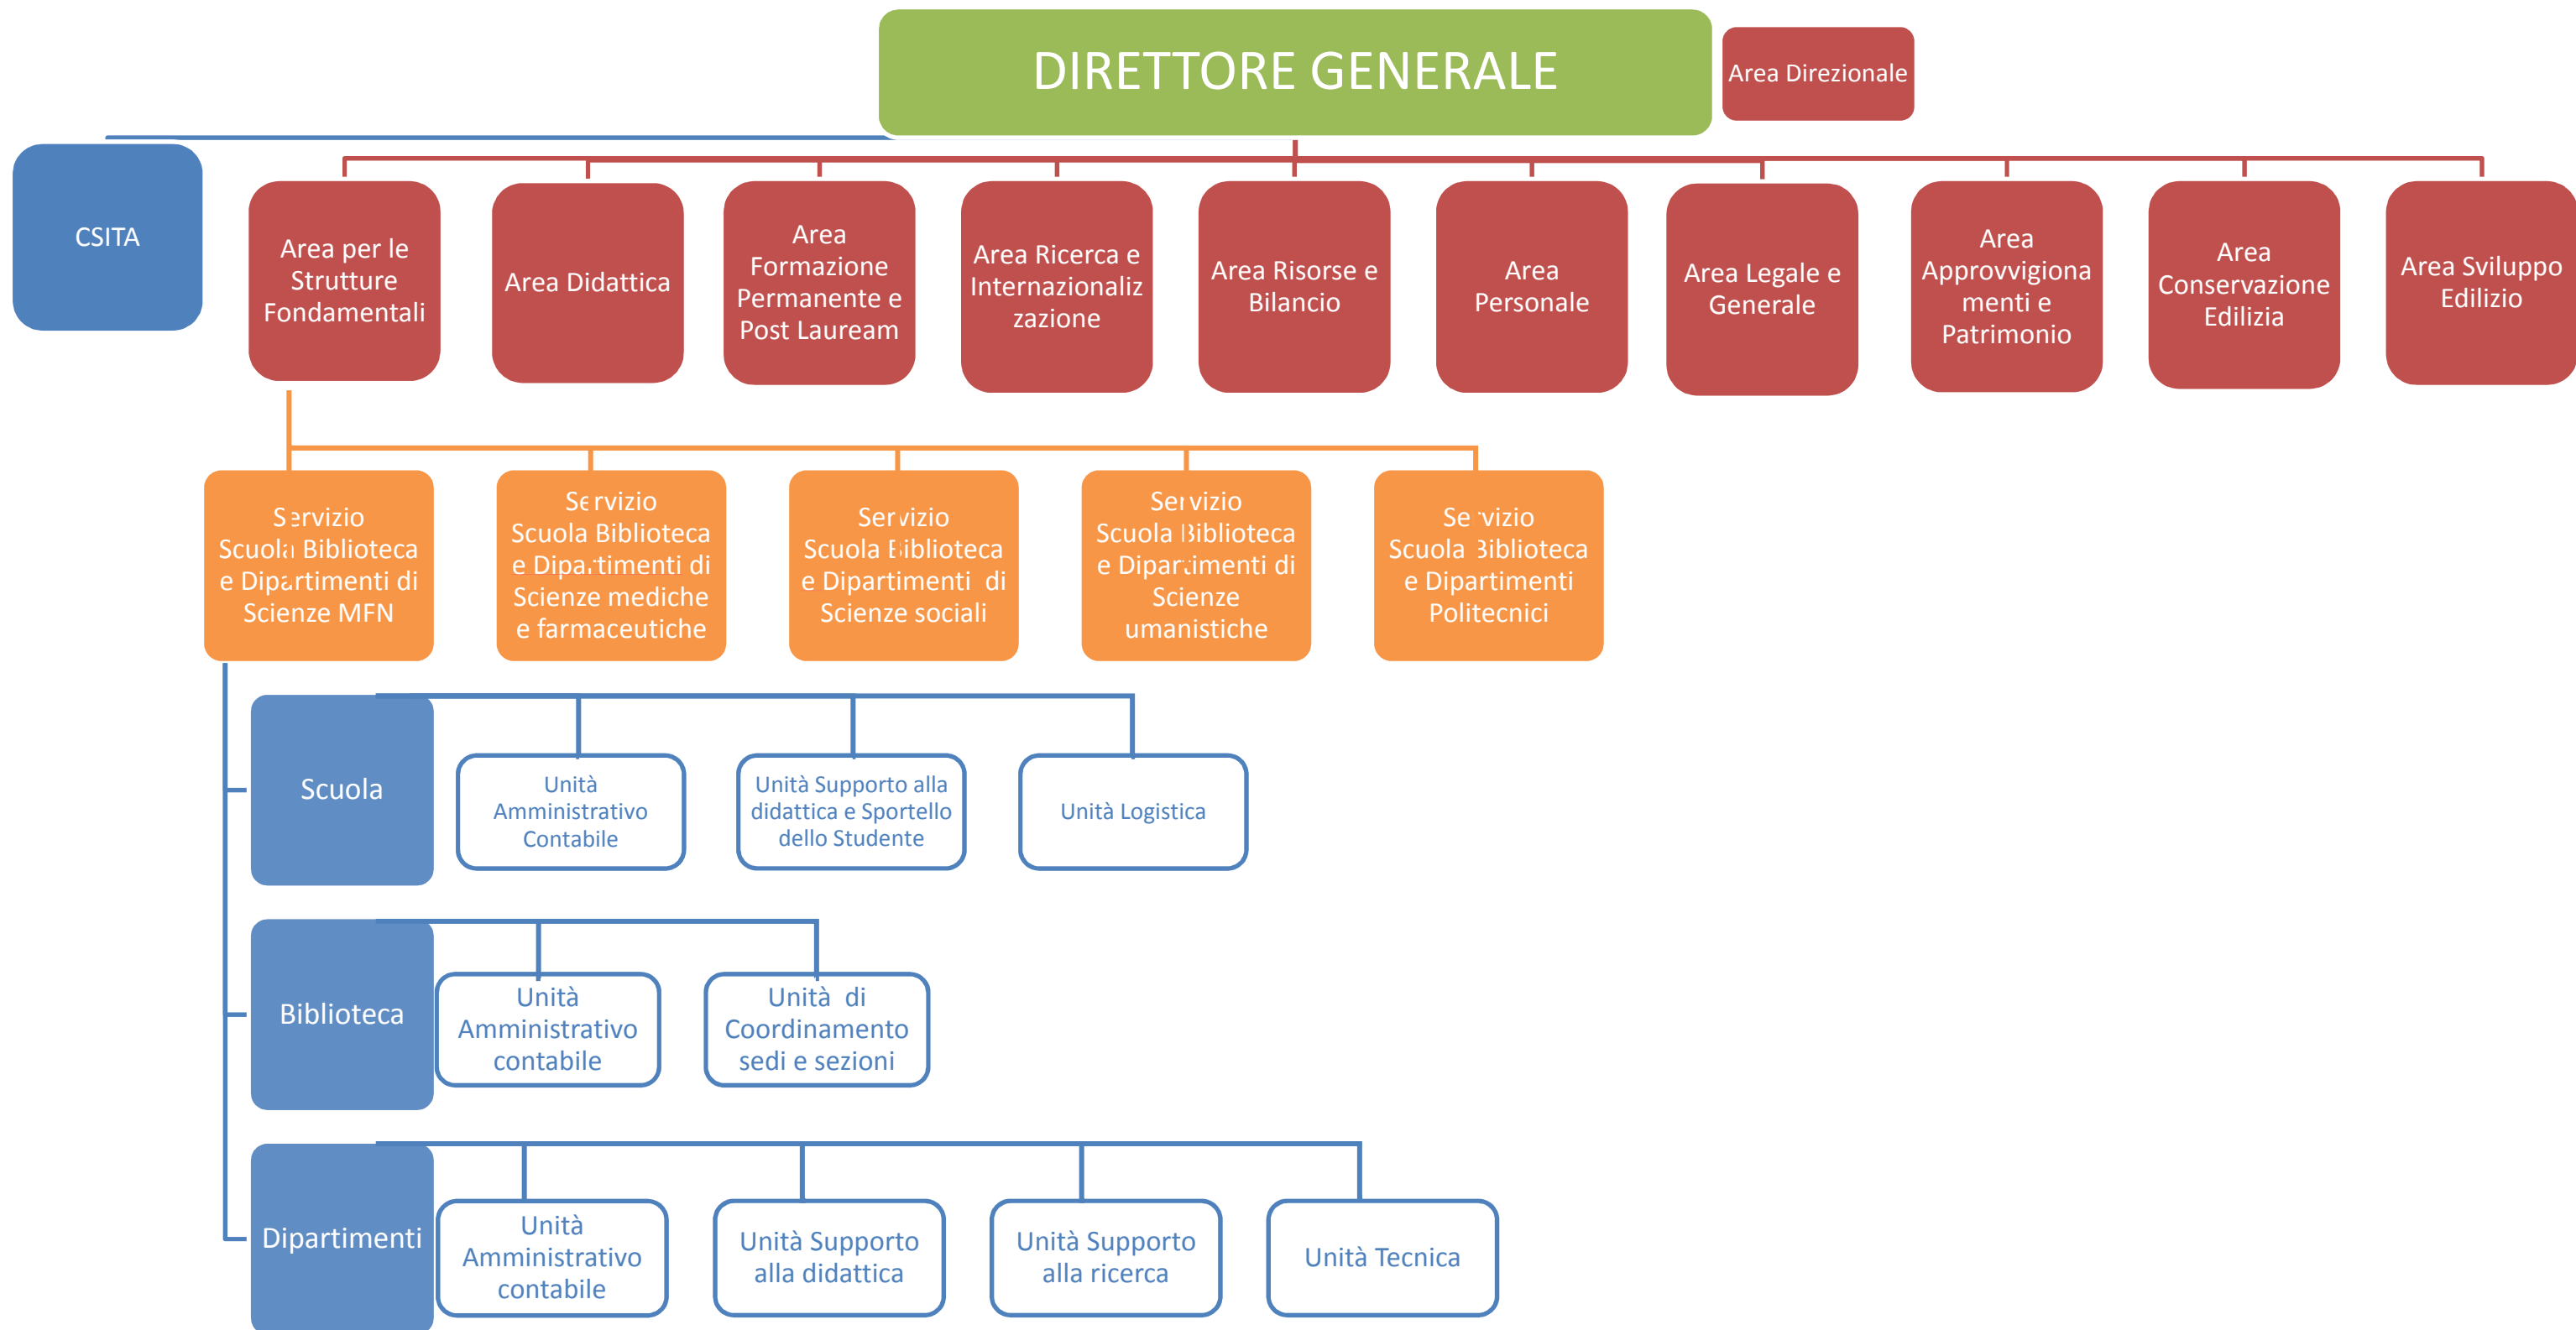 DIRETTORE GENERALE
Area Direzionale
CSITA
Area per le
Strutture
Fondamentali
Area Didattica
Area
Formazione
Permanente e
Post Lauream
Area Ricerca e
Internazionaliz
zazione
Area Risorse e
Bilancio
Area
Personale
Area Legale e
Generale
Area
Approvvigiona
menti e
Patrimonio
Area
Conservazione
Edilizia
Area Sviluppo
Edilizio
Servizio
Scuola Biblioteca
e Dipartimenti di
Scienze MFN
Servizio
Scuola Biblioteca
e Dipartimenti di
Scienze mediche
e farmaceutiche
Servizio
Scuola Biblioteca
e Dipartimenti di
Scienze sociali
Servizio
Scuola Biblioteca
e Dipartimenti di
Scienze
umanistiche
Servizio
Scuola Biblioteca
e Dipartimenti
Politecnici
Scuola
Unità
Amministrativo
Contabile
Unità Supporto alla
didattica e Sportello
dello Studente
Unità Logistica
Biblioteca
Unità
Amministrativo
contabile
Unità di
Coordinamento
sedi e sezioni
Dipartimenti
Unità
Amministrativo
contabile
Unità Supporto
alla didattica
Unità Supporto
alla ricerca
Unità Tecnica